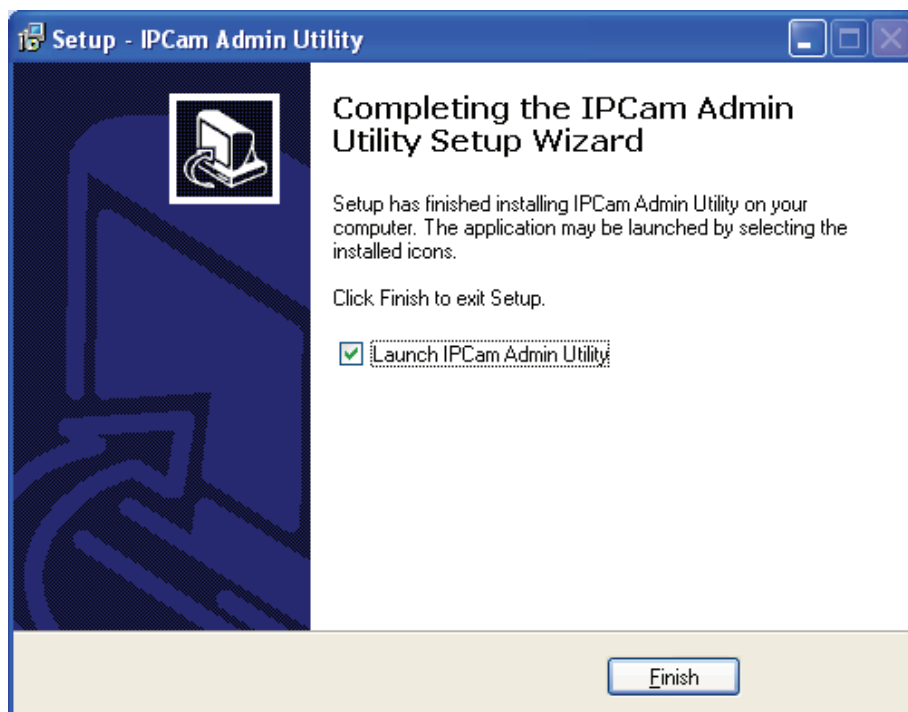 Setup - IPCam Admin Utility
Completing the IPCam Admin
Utility Setup Wizard
Setup has finished installing IPCam Admin Utility on your
computer. The application may be launched by selecting the
installed icons.
Click Finish to exit Setup.
Launch IPCam Admin Utility
Finish